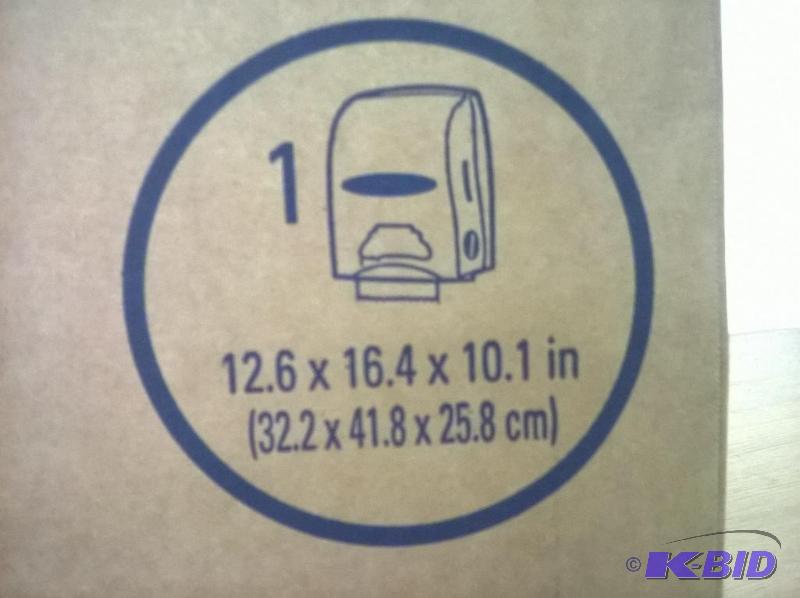 1
12.6 x 16.4 x 10.1 in
(32.2 x 41.8 x 25.8 cm)
© K-BID